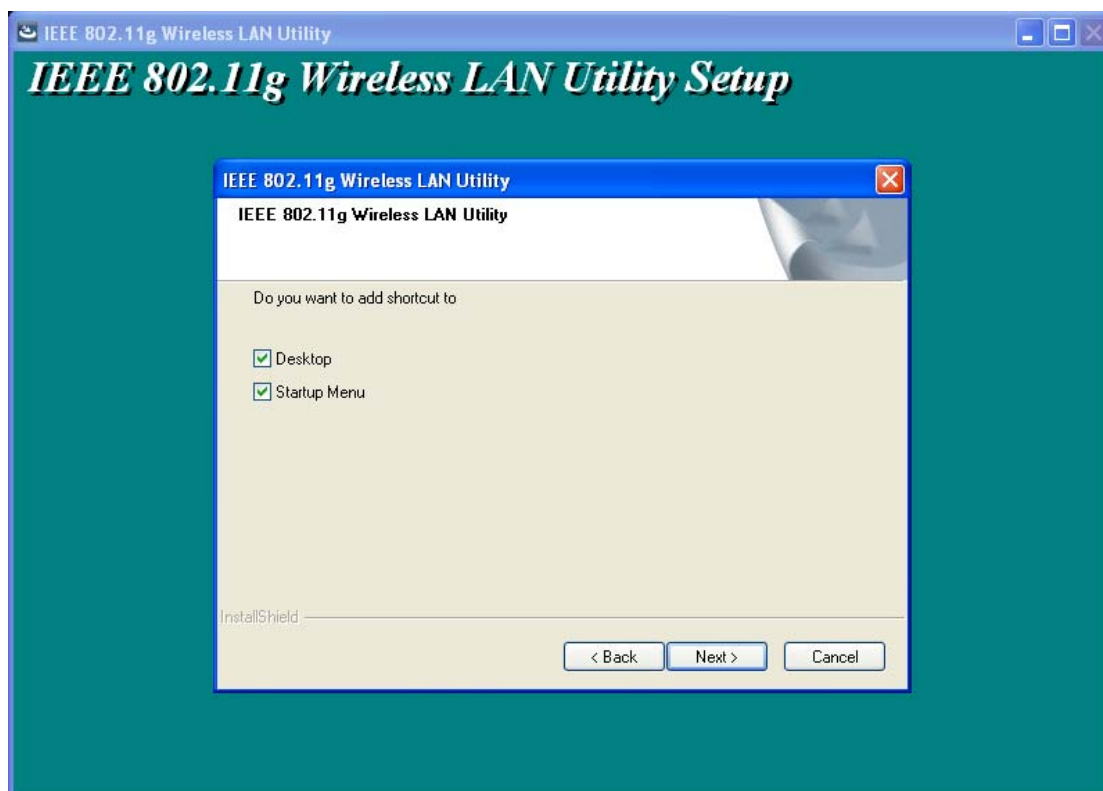 IEEE 802.11g Wireless LAN Utility
IEEE 802.11g Wireless LAN Utility Setup
IEEE 802.11g Wireless LAN Utility
IEEE 802.11g Wireless LAN Utility
Do you want to add shortcut to
Desktop
Startup Menu
InstallShield
< Back Next > Cancel